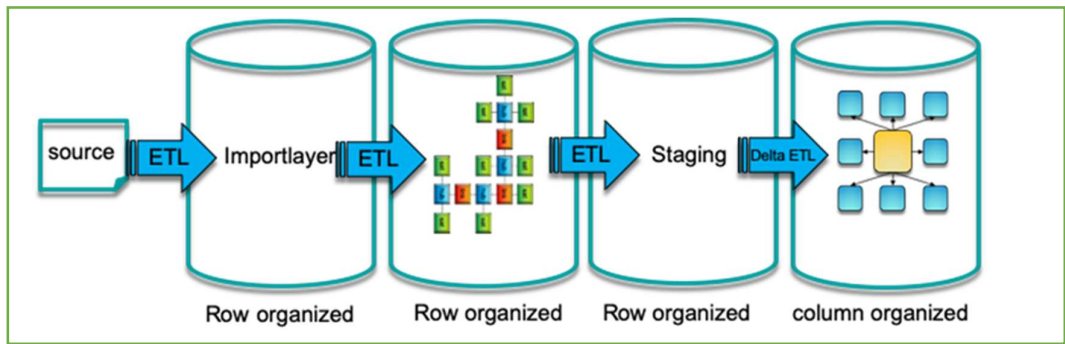 source
ETL
Importlayer
ETL
ETL
Staging
Delta ETL
Row organized
Row organized
Row organized
column organized